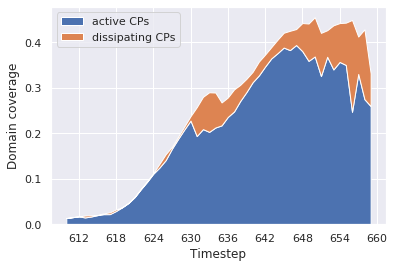 active CPs
dissipating CPs
Domain coverage
0.4
0.3
0.2
0.1
0.0
612 618 624 630 636 642 648 654 660
Timestep